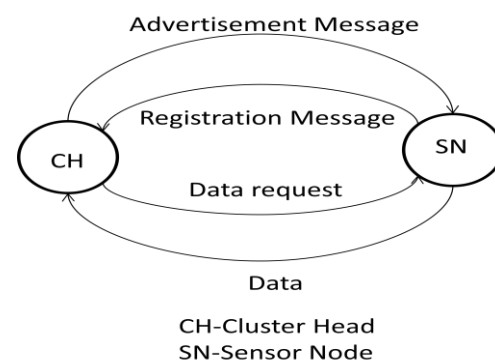 Advertisement Message
Registration Message
CH
SN
Data request
Data
CH-Cluster Head
SN-Sensor Node